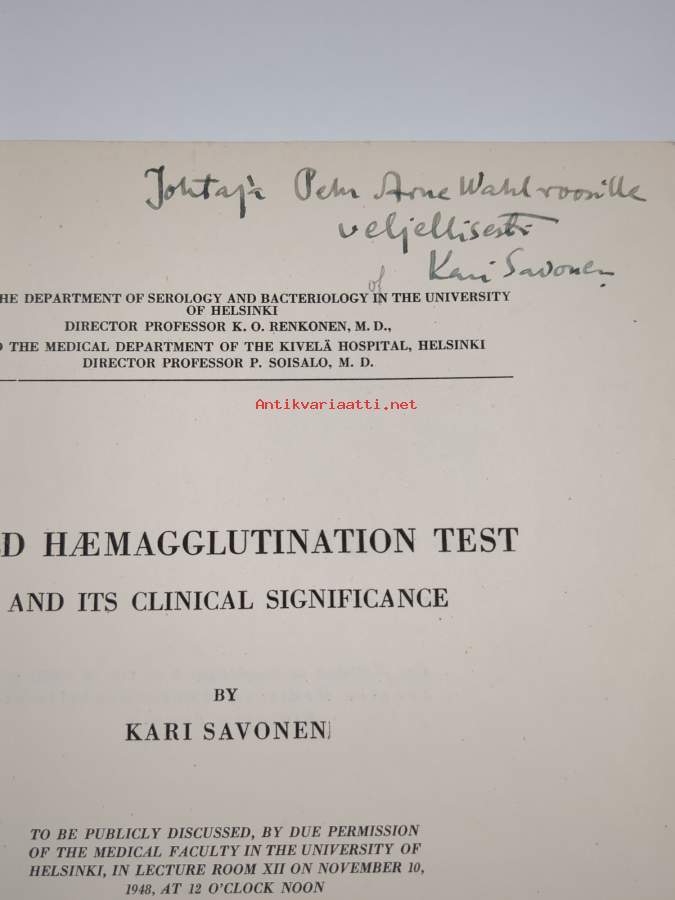 Johtaja Pehr Arne Wahlroosille
veljellisesti
Kari Savonen
of
HE DEPARTMENT OF SEROLOGY AND BACTERIOLOGY IN THE UNIVERSITY
OF HELSINKI
DIRECTOR PROFESSOR K. O. RENKONEN, M. D.,
D THE MEDICAL DEPARTMENT OF THE KIVELÄ HOSPITAL, HELSINKI
DIRECTOR PROFESSOR P. SOISALO, M. D.
Antikvariaatti.net
D HÆMAGGLUTINATION TEST
AND ITS CLINICAL SIGNIFICANCE
BY
KARI SAVONEN
TO BE PUBLICLY DISCUSSED, BY DUE PERMISSION
OF THE MEDICAL FACULTY IN THE UNIVERSITY OF
HELSINKI, IN LECTURE ROOM XII ON NOVEMBER 10,
1948, AT 12 O'CLOCK NOON